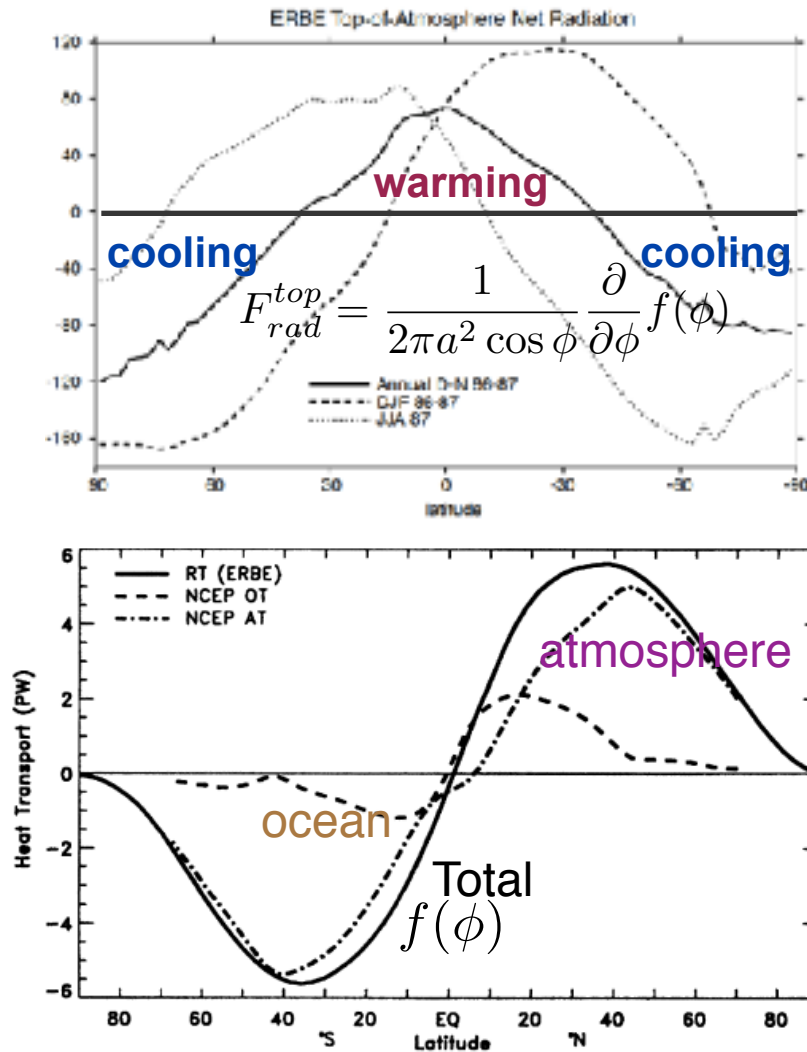 ERBE Top-of-Atmosphere Net Radiation
120
80
40
0
-40
-80
-120
-160
warming
cooling
cooling
F_{rad}^{top} = \frac{1}{2\pi a^2 \cos\phi} \frac{\partial}{\partial\phi} f(\phi)
Annual 86-87
DJF 86-87
JJA 87
90 60 30 0 -30 -60 -90
latitude
6
4
2
0
-2
-4
-6
Heat Transport (PW)
RT (ERBE)
NCEP OT
NCEP AT
atmosphere
ocean
Total
f(ϕ)
80 60 40 20 EQ 20 40 60 80
°S Latitude °N